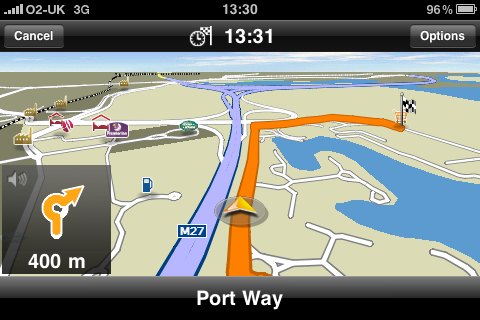 O2-UK 3G 13:30 96%
Cancel 13:31 Options
M27
400 m
Port Way